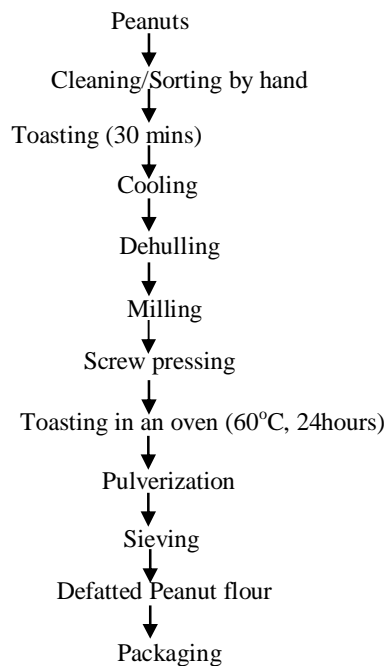 Peanuts
Cleaning/Sorting by hand
Toasting (30 mins)
Cooling
Dehulling
Milling
Screw pressing
Toasting in an oven (60°C, 24hours)
Pulverization
Sieving
Defatted Peanut flour
Packaging